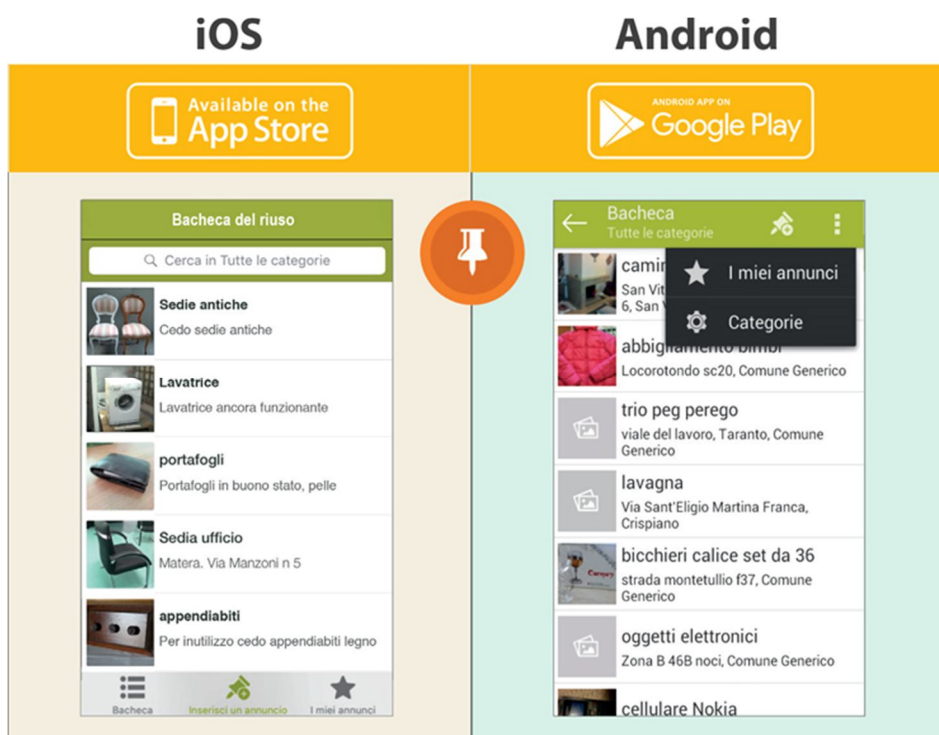 iOS
Android
Available on the
App Store
ANDROID APP ON
Google Play
Bacheca del riuso
Cerca in Tutte le categorie
Sedie antiche
Cedo sedie antiche
Lavatrice
Lavatrice ancora funzionante
portafogli
Portafogli in buono stato, pelle
Sedia ufficio
Matera. Via Manzoni n 5
appendiabiti
Per inutilizzo cedo appendiabiti legno
Bacheca
Inserisci un annuncio
I miei annunci
Bacheca
Tutte le categorie
I miei annunci
Categorie
San Vit
6, San
abbigliamento bimbi
Locorotondo sc20, Comune Generico
trio peg perego
viale del lavoro, Taranto, Comune
Generico
lavagna
Via Sant'Eligio Martina Franca,
Crispiano
bicchieri calice set da 36
strada montetullio f37, Comune
Generico
oggetti elettronici
Zona B 46B noci, Comune Generico
cellulare Nokia